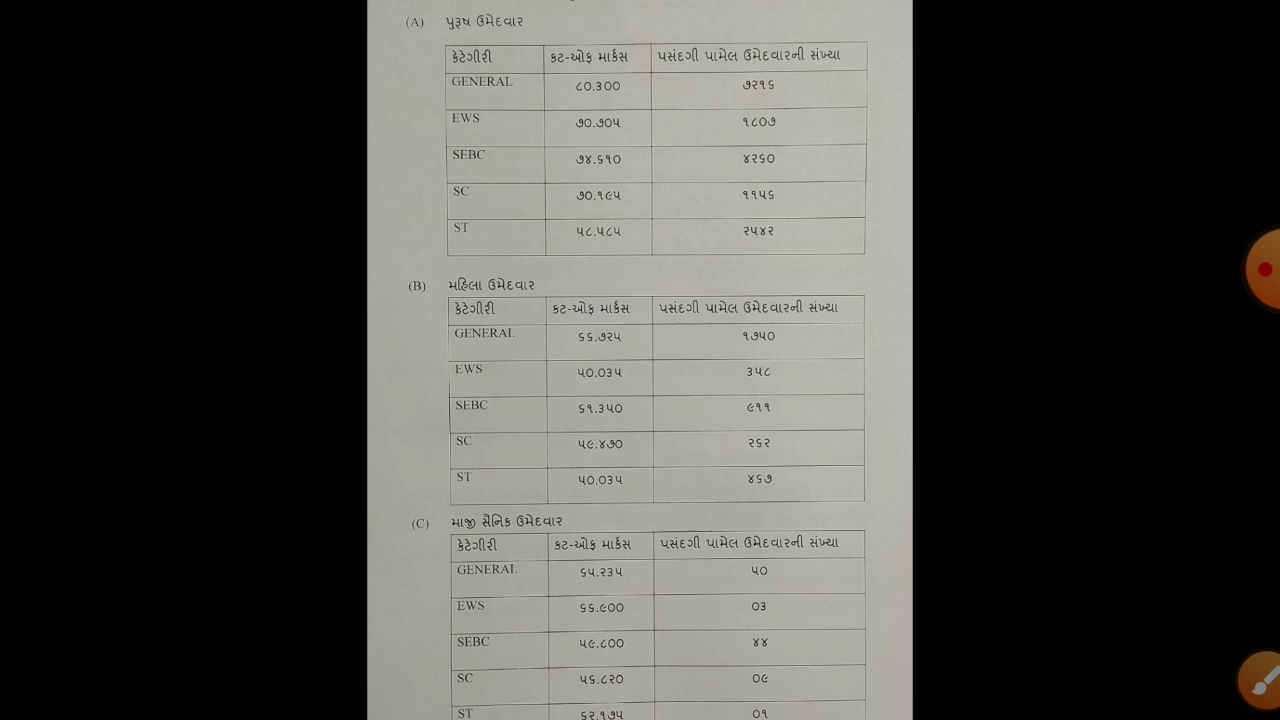 (A) પુરૂષ ઉમેદવાર
કેટેગીરી કટ-ઓફ માર્કસ પસંદગી પામેલ ઉમેદવારની સંખ્યા
GENERAL ૮૦.૩૦૦ ૭૨૧૬
EWS ૭૦.૭૦૫ ૧૮૦૭
SEBC ૭૪.૬૧૦ ૪૨૬૦
SC ૭૦.૧૯૫ ૧૧૫૬
ST ૫૮.૫૮૫ ૨૫૪૨
(B) મહિલા ઉમેદવાર
કેટેગીરી કટ-ઓફ માર્કસ પસંદગી પામેલ ઉમેદવારની સંખ્યા
GENERAL ૬૬.૭૨૫ ૧૭૫૦
EWS ૫૦.૦૩૫ ૩૫૮
SEBC ૬૧.૩૫૦ ૯૧૧
SC ૫૯.૪૭૦ ૨૬૨
ST ૫૦.૦૩૫ ૪૬૭
(C) માજી સૈનિક ઉમેદવાર
કેટેગીરી કટ-ઓફ માર્કસ પસંદગી પામેલ ઉમેદવારની સંખ્યા
GENERAL ૬૫.૨૩૫ ૫૦
EWS ૬૬.૯૦૦ ૦૩
SEBC ૫૯.૮૦૦ ૪૪
SC ૫૬.૮૨૦ ૦૯
ST ૬૨.૧૭૫ ૦૧